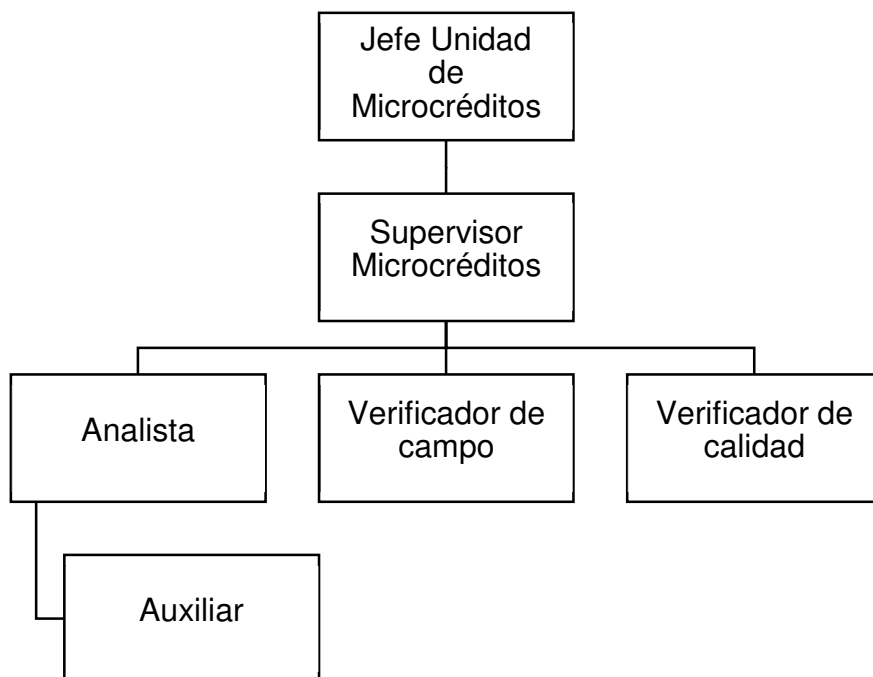 Jefe Unidad
de
Microcréditos
Supervisor
Microcréditos
Analista
Verificador de
campo
Verificador de
calidad
Auxiliar